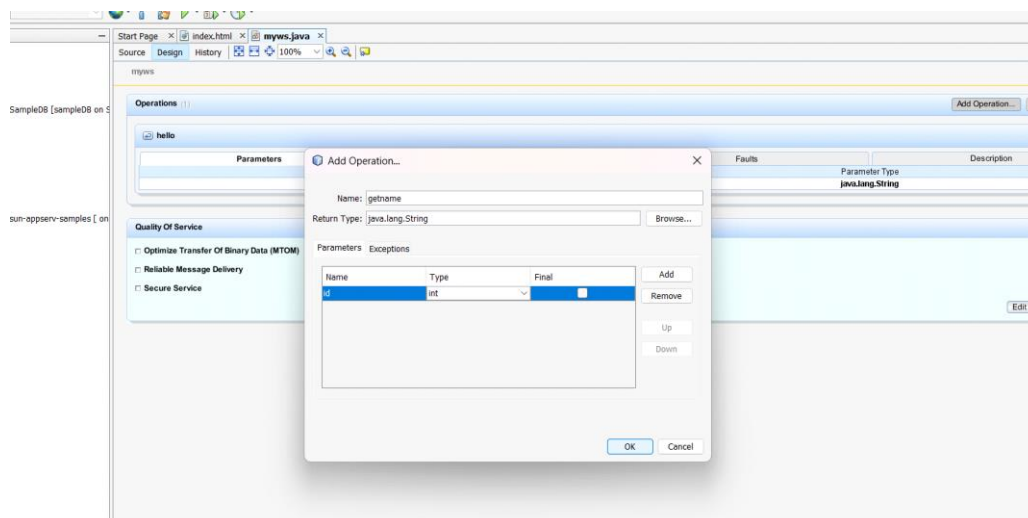 100%
Start Page index.html myws.java
Source Design History 100%
myws
SampleDB [sampleDB on S
Operations (1) Add Operation...
hello
Parameters Faults Description
Parameter Type
java.lang.String
sun-appserv-samples [ on
Quality Of Service
Optimize Transfer Of Binary Data (MTOM)
Reliable Message Delivery
Secure Service
Edit
Add Operation...
Name: getname
Return Type: java.lang.String Browse...
Parameters Exceptions
Name Type Final Add
id int Remove
Up
Down
OK Cancel